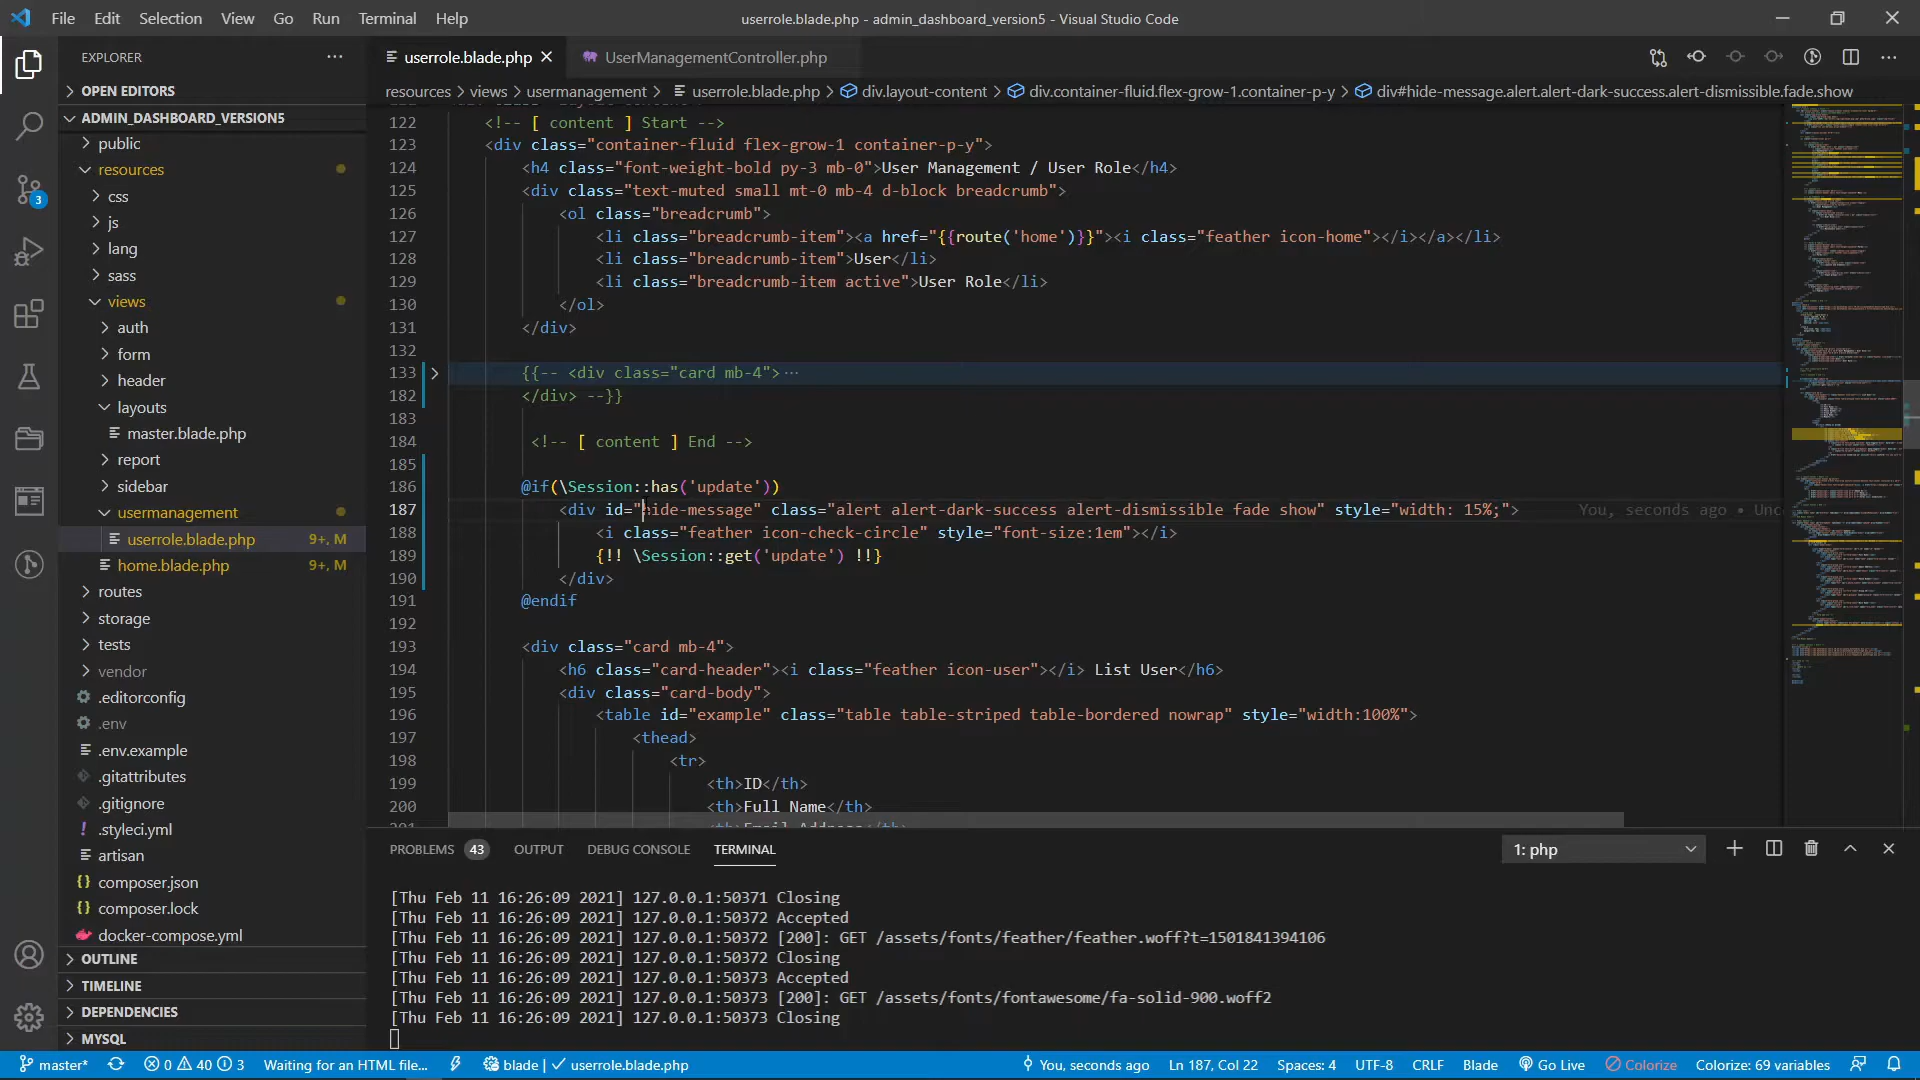 File Edit Selection View Go Run Terminal Help
userrole.blade.php - admin_dashboard_version5 - Visual Studio Code
EXPLORER
userrole.blade.php
UserManagementController.php
OPEN EDITORS
ADMIN_DASHBOARD_VERSION5
public
resources
css
js
lang
sass
views
auth
form
header
layouts
master.blade.php
report
sidebar
usermanagement
userrole.blade.php 9+, M
home.blade.php 9+, M
routes
storage
tests
vendor
.editorconfig
.env
.env.example
.gitattributes
.gitignore
.styleci.yml
artisan
composer.json
composer.lock
docker-compose.yml
OUTLINE
TIMELINE
DEPENDENCIES
MYSQL
3
resources > views > usermanagement > userrole.blade.php > div.layout-content > div.container-fluid.flex-grow-1.container-p-y > div#hide-message.alert.alert-dark-success.alert-dismissible.fade.show
122 <!-- [ content ] Start -->
123 <div class="container-fluid flex-grow-1 container-p-y">
124 <h4 class="font-weight-bold py-3 mb-0">User Management / User Role</h4>
125 <div class="text-muted small mt-0 mb-4 d-block breadcrumb">
126 <ol class="breadcrumb">
127 <li class="breadcrumb-item"><a href="{{route('home')}}"><i class="feather icon-home"></i></a></li>
128 <li class="breadcrumb-item">User</li>
129 <li class="breadcrumb-item active">User Role</li>
130 </ol>
131 </div>
132
133 {{-- <div class="card mb-4"> ...
182 </div> --}}
183
184 <!-- [ content ] End -->
185
186 @if(\Session::has('update'))
187 <div id="hide-message" class="alert alert-dark-success alert-dismissible fade show" style="width: 15%;"> You, seconds ago • Unc
188 <i class="feather icon-check-circle" style="font-size:1em"></i>
189 {!! \Session::get('update') !!}
190 </div>
191 @endif
192
193 <div class="card mb-4">
194 <h6 class="card-header"><i class="feather icon-user"></i> List User</h6>
195 <div class="card-body">
196 <table id="example" class="table table-striped table-bordered nowrap" style="width:100%">
197 <thead>
198 <tr>
199 <th>ID</th>
200 <th>Full Name</th>
201 <th>Email Address</th>
PROBLEMS 43 OUTPUT DEBUG CONSOLE TERMINAL
1: php
[Thu Feb 11 16:26:09 2021] 127.0.0.1:50371 Closing
[Thu Feb 11 16:26:09 2021] 127.0.0.1:50372 Accepted
[Thu Feb 11 16:26:09 2021] 127.0.0.1:50372 [200]: GET /assets/fonts/feather/feather.woff?t=1501841394106
[Thu Feb 11 16:26:09 2021] 127.0.0.1:50372 Closing
[Thu Feb 11 16:26:09 2021] 127.0.0.1:50373 Accepted
[Thu Feb 11 16:26:09 2021] 127.0.0.1:50373 [200]: GET /assets/fonts/fontawesome/fa-solid-900.woff2
[Thu Feb 11 16:26:09 2021] 127.0.0.1:50373 Closing
master* 0 40 3 Waiting for an HTML file... blade | userrole.blade.php
You, seconds ago Ln 187, Col 22 Spaces: 4 UTF-8 CRLF Blade Go Live Colorize Colorize: 69 variables